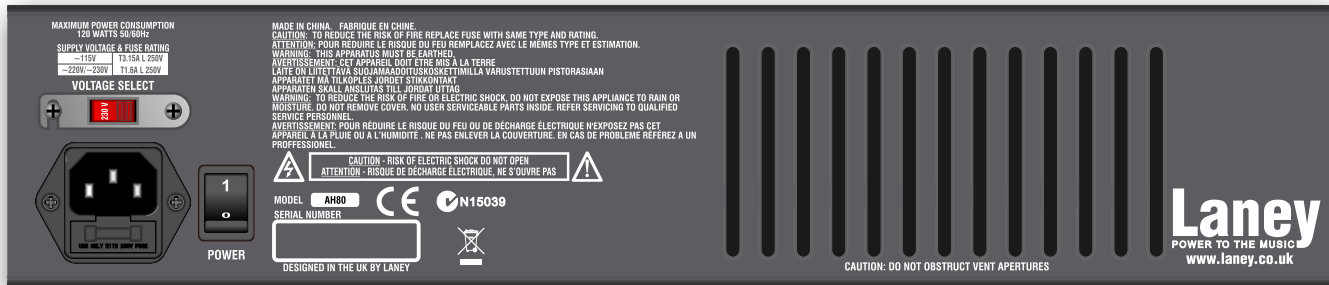 MAXIMUM POWER CONSUMPTION
120 WATTS 50/60Hz
SUPPLY VOLTAGE & FUSE RATING
~115V T3.15A L 250V
~220V/~230V T1.6A L 250V
VOLTAGE SELECT
230 V
USE ONLY WITH 250V FUSE
1
O
POWER
MADE IN CHINA. FABRIQUE EN CHINE.
CAUTION: TO REDUCE THE RISK OF FIRE REPLACE FUSE WITH SAME TYPE AND RATING.
ATTENTION: POUR RÉDUIRE LE RISQUE DU FEU REMPLACEZ AVEC LE MÊMES TYPE ET ESTIMATION.
WARNING: THIS APPARATUS MUST BE EARTHED.
AVERTISSEMENT: CET APPAREIL DOIT ETRE MIS À LA TERRE
LAITE ON LIITETTAVA SUOJAMAADOITUSKOSKETTIMILLA VARUSTETTUUN PISTORASIAAN
APPARATET MÅ TILKOPLES JORDET STIKKONTAKT
APPARATEN SKALL ANSLUTAS TILL JORDAT UTTAG
WARNING: TO REDUCE THE RISK OF FIRE OR ELECTRIC SHOCK, DO NOT EXPOSE THIS APPLIANCE TO RAIN OR
MOISTURE. DO NOT REMOVE COVER. NO USER SERVICEABLE PARTS INSIDE. REFER SERVICING TO QUALIFIED
SERVICE PERSONNEL.
AVERTISSEMENT: POUR RÉDUIRE LE RISQUE DU FEU OU DE DÉCHARGE ÉLECTRIQUE N'EXPOSEZ PAS CET
APPAREIL À LA PLUIE OU A L'HUMIDITE . NE PAS ENLEVER LA COUVERTURE. EN CAS DE PROBLEME RÉFÉREZ A UN
PROFFESSIONEL.
CAUTION - RISK OF ELECTRIC SHOCK DO NOT OPEN
ATTENTION - RISQUE DE DÉCHARGE ÉLECTRIQUE, NE S'OUVRE PAS
MODEL AH80 CE N15039
SERIAL NUMBER
DESIGNED IN THE UK BY LANEY
CAUTION: DO NOT OBSTRUCT VENT APERTURES
Laney
POWER TO THE MUSIC
www.laney.co.uk